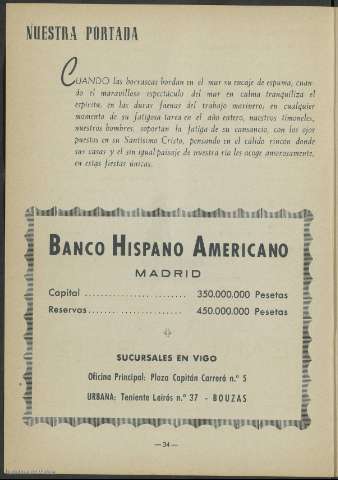 NUESTRA PORTADA
CUANDO las borrascas bordan en el mar su encaje de espuma, cuan-
do el maravilloso espectáculo del mar en calma tranquiliza el
espíritu, en las duras faenas del trabajo marinero, en cualquier
momento de su fatigosa tarea en el año entero, nuestros timoneles,
nuestros hombres, soportan la fatiga de su cansancio, con los ojos
puestos en su Santísimo Cristo, pensando en el cálido rincón donde
sus casas y el sin igual paisaje de nuestra ría les acoge amorosamente,
en estas fiestas únicas.
BANCO HISPANO AMERICANO
MADRID
Capital ........................ 350.000.000 Pesetas
Reservas ....................... 450.000.000 Pesetas
SUCURSALES EN VIGO
Oficina Principal: Plaza Capitán Carreró n.º 5
URBANA: Teniente Lairós n.º 37 - BOUZAS
—34—